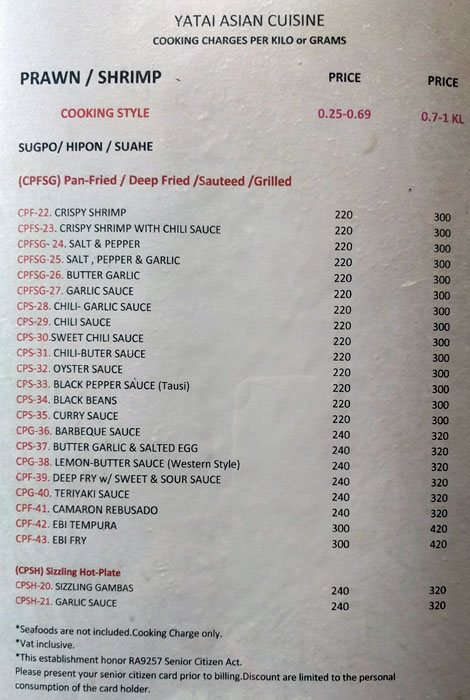 YATAI ASIAN CUISINE
COOKING CHARGES PER KILO or GRAMS
PRAWN / SHRIMP PRICE PRICE
COOKING STYLE 0.25-0.69 0.7-1 KL
SUGPO/ HIPON / SUAHE
(CPFSG) Pan-Fried / Deep Fried /Sauteed /Grilled
CPF-22. CRISPY SHRIMP 220 300
CPFS-23. CRISPY SHRIMP WITH CHILI SAUCE 220 300
CPFSG- 24. SALT & PEPPER 220 300
CPFSG-25. SALT , PEPPER & GARLIC 220 300
CPFSG-26. BUTTER GARLIC 220 300
CPFSG-27. GARLIC SAUCE 220 300
CPS-28. CHILI- GARLIC SAUCE 220 300
CPS-29. CHILI SAUCE 220 300
CPS-30.SWEET CHILI SAUCE 220 300
CPS-31. CHILI-BUTER SAUCE 220 300
CPS-32. OYSTER SAUCE 220 300
CPS-33. BLACK PEPPER SAUCE (Tausi) 220 300
CPS-34. BLACK BEANS 220 300
CPS-35. CURRY SAUCE 220 300
CPG-36. BARBEQUE SAUCE 240 320
CPS-37. BUTTER GARLIC & SALTED EGG 240 320
CPG-38. LEMON-BUTTER SAUCE (Western Style) 240 320
CPF-39. DEEP FRY w/ SWEET & SOUR SAUCE 240 320
CPG-40. TERIYAKI SAUCE 240 320
CPF-41. CAMARON REBUSADO 240 320
CPF-42. EBI TEMPURA 300 420
CPF-43. EBI FRY 300 420
(CPSH) Sizzling Hot-Plate
CPSH-20. SIZZLING GAMBAS 240 320
CPSH-21. GARLIC SAUCE 240 320
*Seafoods are not included.Cooking Charge only.
*Vat inclusive.
*This establishment honor RA9257 Senior Citizen Act.
Please present your senior citizen card prior to billing.Discount are limited to the personal
consumption of the card holder.